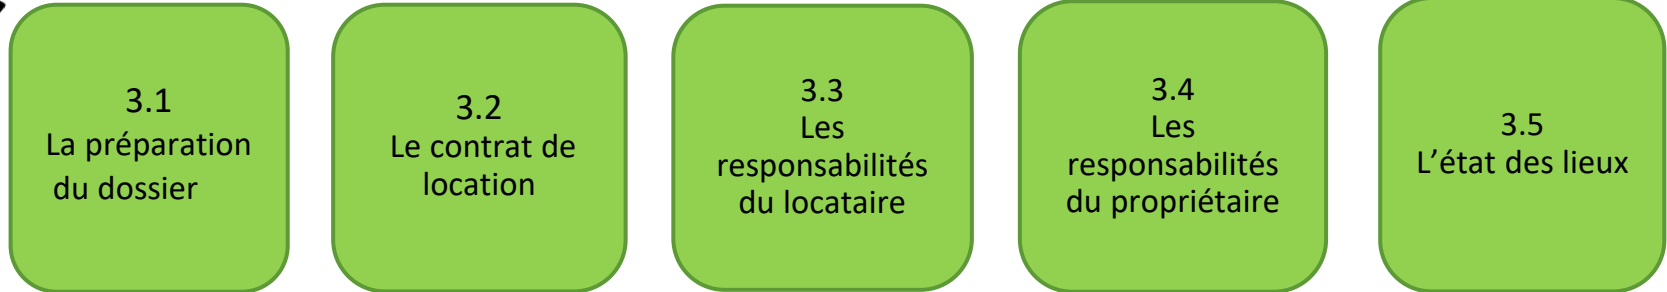 3.1
La préparation
du dossier
3.2
Le contrat de
location
3.3
Les
responsabilités
du locataire
3.4
Les
responsabilités
du propriétaire
3.5
L’état des lieux